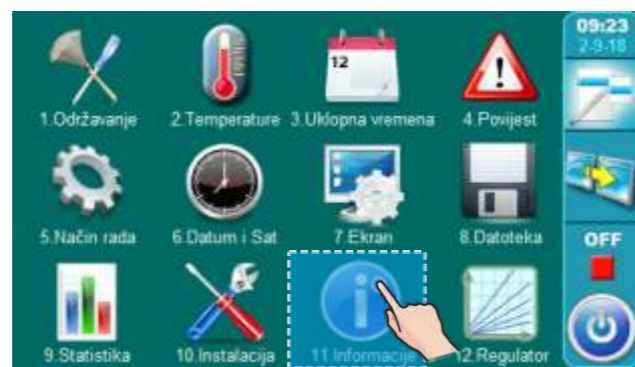 09:23
2-9-18
12
1.Održavanje
2.Temperature
3.Uklopna vremena
4.Povijest
5.Način rada
6.Datum i Sat
7.Ekran
8.Datoteka
OFF
9.Statistika
10.Instalacija
11.Informacije
12.Regulator